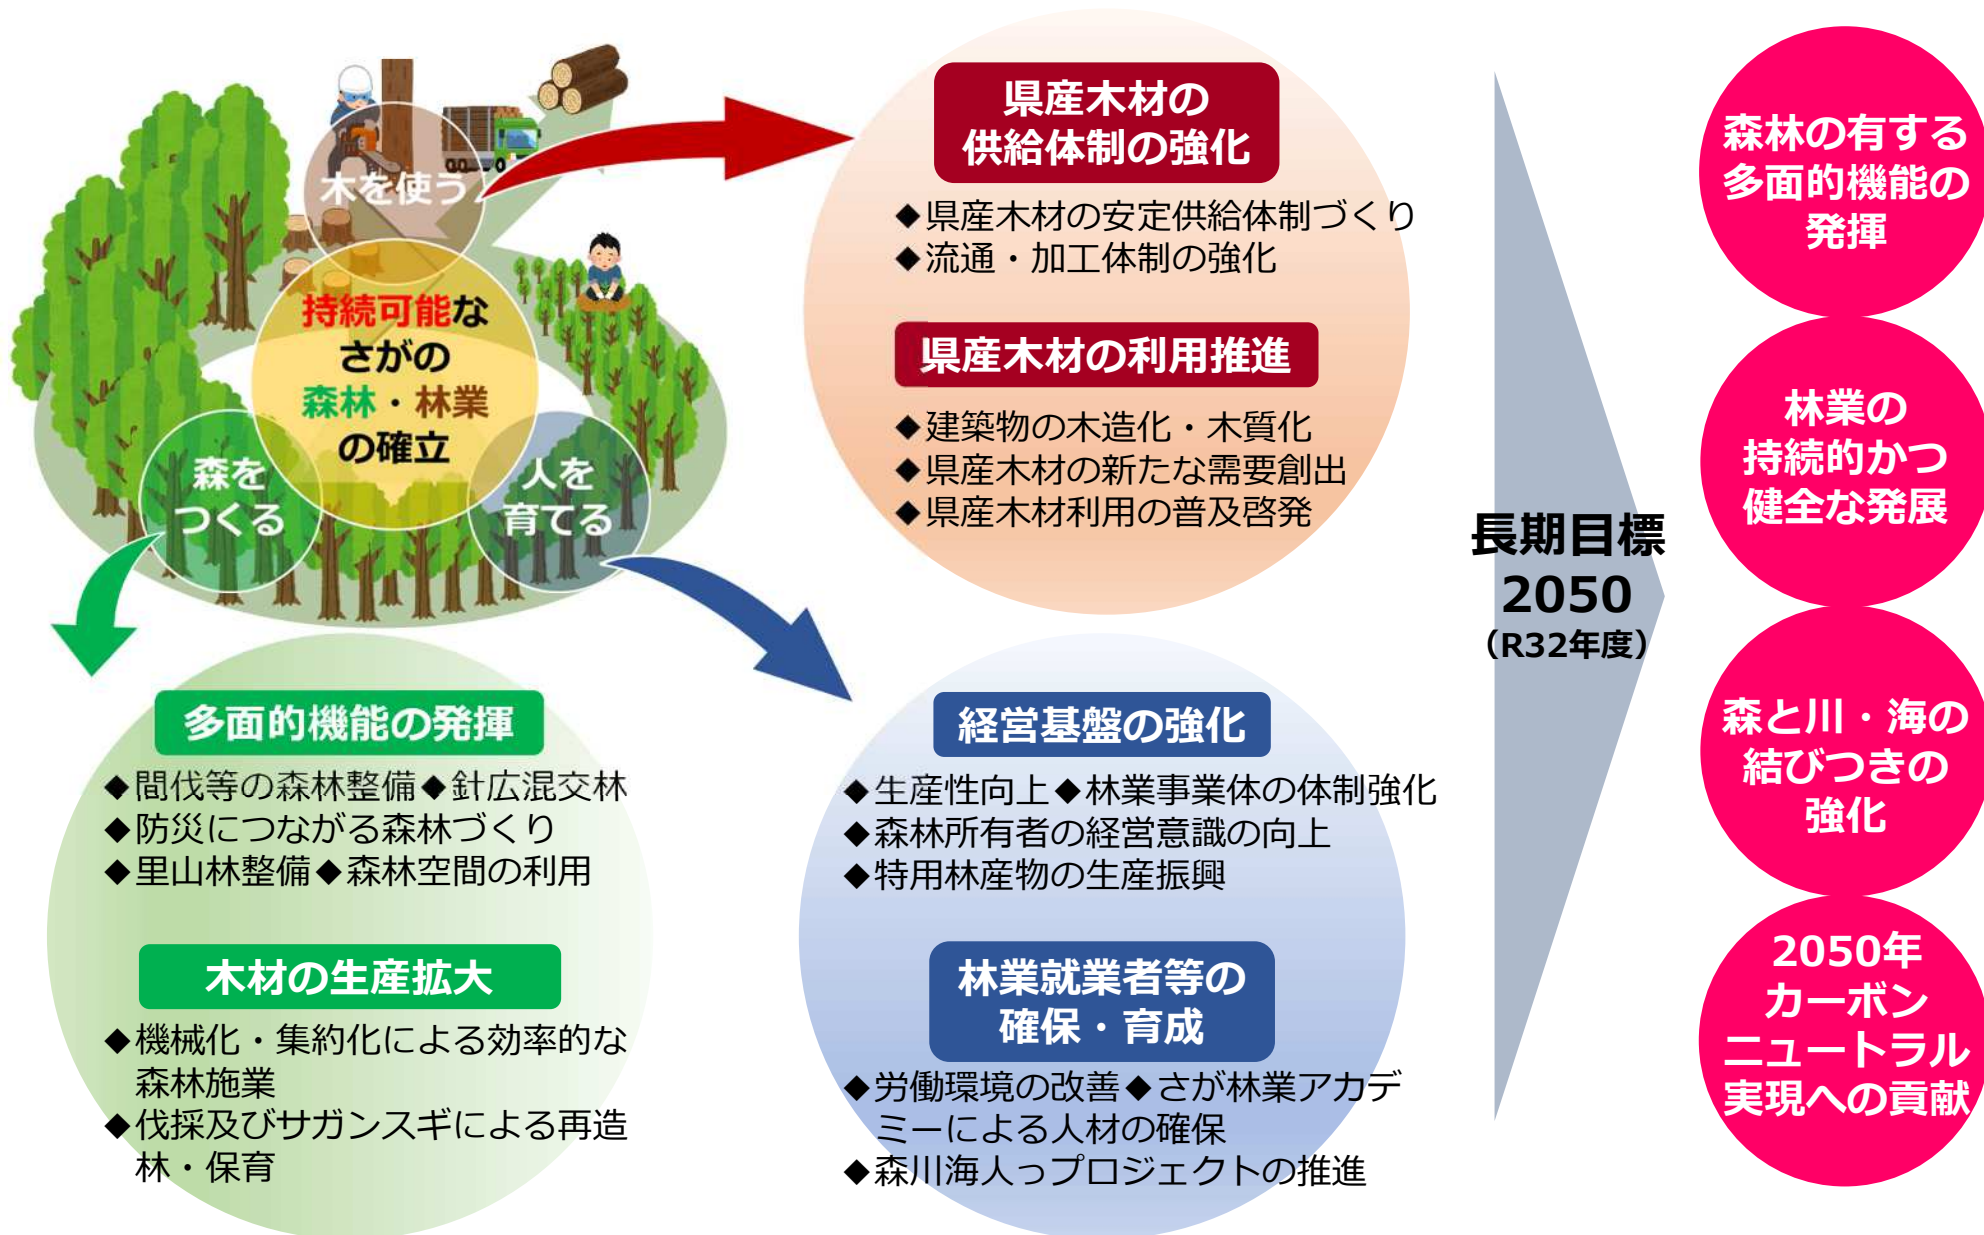 木を使う
持続可能な
さがの
森林・林業
の確立
森を
つくる
人を
育てる
県産木材の
供給体制の強化
◆県産木材の安定供給体制づくり
◆流通・加工体制の強化
県産木材の利用推進
◆建築物の木造化・木質化
◆県産木材の新たな需要創出
◆県産木材利用の普及啓発
多面的機能の発揮
◆間伐等の森林整備◆針広混交林
◆防災につながる森林づくり
◆里山林整備◆森林空間の利用
木材の生産拡大
◆機械化・集約化による効率的な
森林施業
◆伐採及びサガンスギによる再造
林・保育
経営基盤の強化
◆生産性向上◆林業事業体の体制強化
◆森林所有者の経営意識の向上
◆特用林産物の生産振興
林業就業者等の
確保・育成
◆労働環境の改善◆さが林業アカデ
ミーによる人材の確保
◆森川海人っプロジェクトの推進
長期目標
2050
（R32年度）
森林の有する
多面的機能の
発揮
林業の
持続的かつ
健全な発展
森と川・海の
結びつきの
強化
2050年
カーボン
ニュートラル
実現への貢献